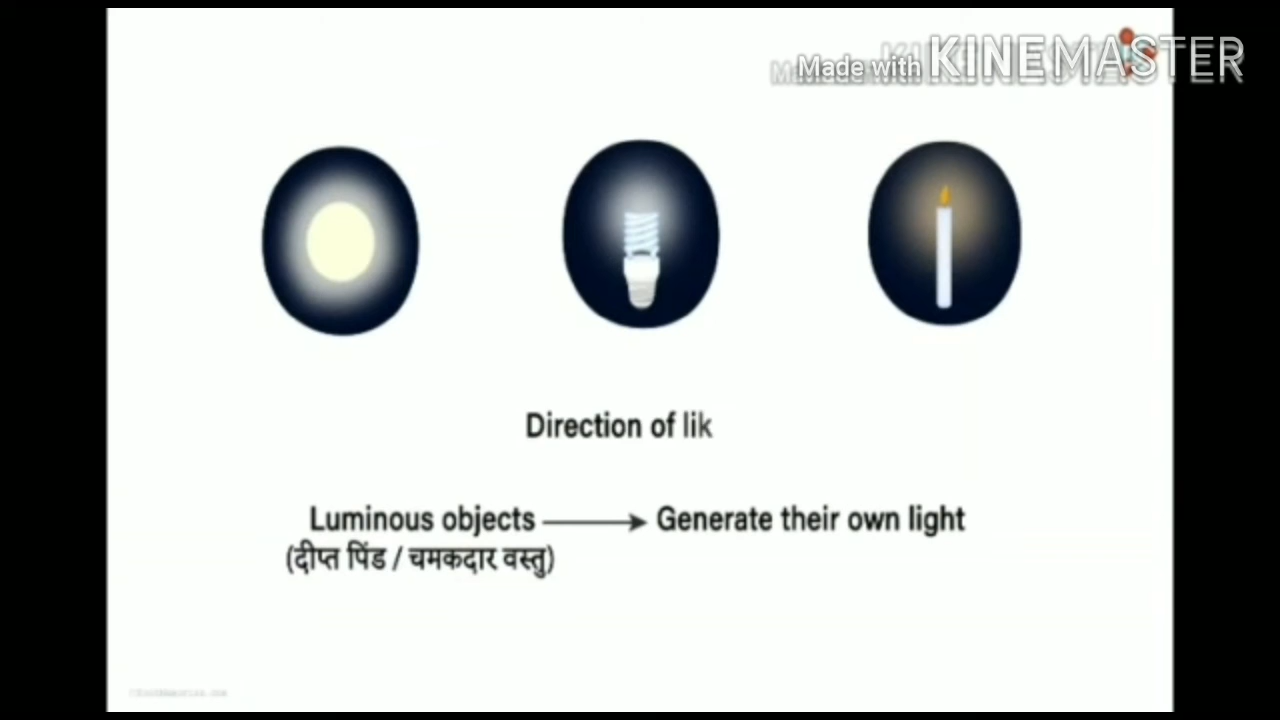 Made with KINEMASTER
Direction of lik
Luminous objects → Generate their own light
(दीप्त पिंड / चमकदार वस्तु)